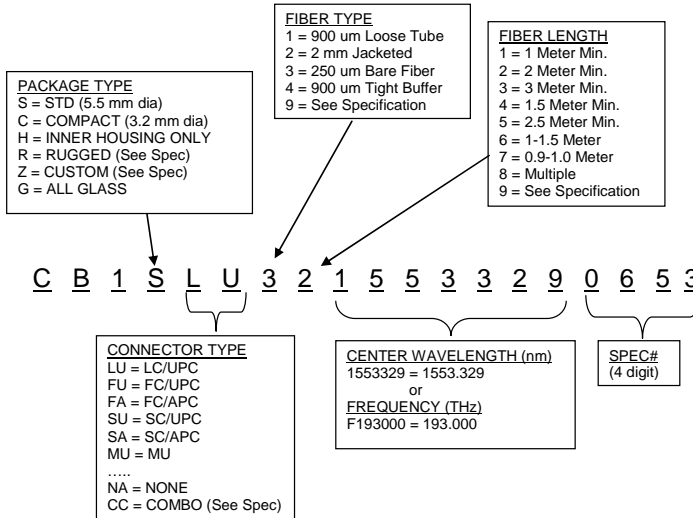 FIBER TYPE
1 = 900 um Loose Tube
2 = 2 mm Jacketed
3 = 250 um Bare Fiber
4 = 900 um Tight Buffer
9 = See Specification
FIBER LENGTH
1 = 1 Meter Min.
2 = 2 Meter Min.
3 = 3 Meter Min.
4 = 1.5 Meter Min.
5 = 2.5 Meter Min.
6 = 1-1.5 Meter
7 = 0.9-1.0 Meter
8 = Multiple
9 = See Specification
PACKAGE TYPE
S = STD (5.5 mm dia)
C = COMPACT (3.2 mm dia)
H = INNER HOUSING ONLY
R = RUGGED (See Spec)
Z = CUSTOM (See Spec)
G = ALL GLASS
C B 1 S L U 3 2 1 5 5 3 3 2 9 0 6 5 3
CONNECTOR TYPE
LU = LC/UPC
FU = FC/UPC
FA = FC/APC
SU = SC/UPC
SA = SC/APC
MU = MU
.....
NA = NONE
CC = COMBO (See Spec)
CENTER WAVELENGTH (nm)
1553329 = 1553.329
or
FREQUENCY (THz)
F193000 = 193.000
SPEC#
(4 digit)